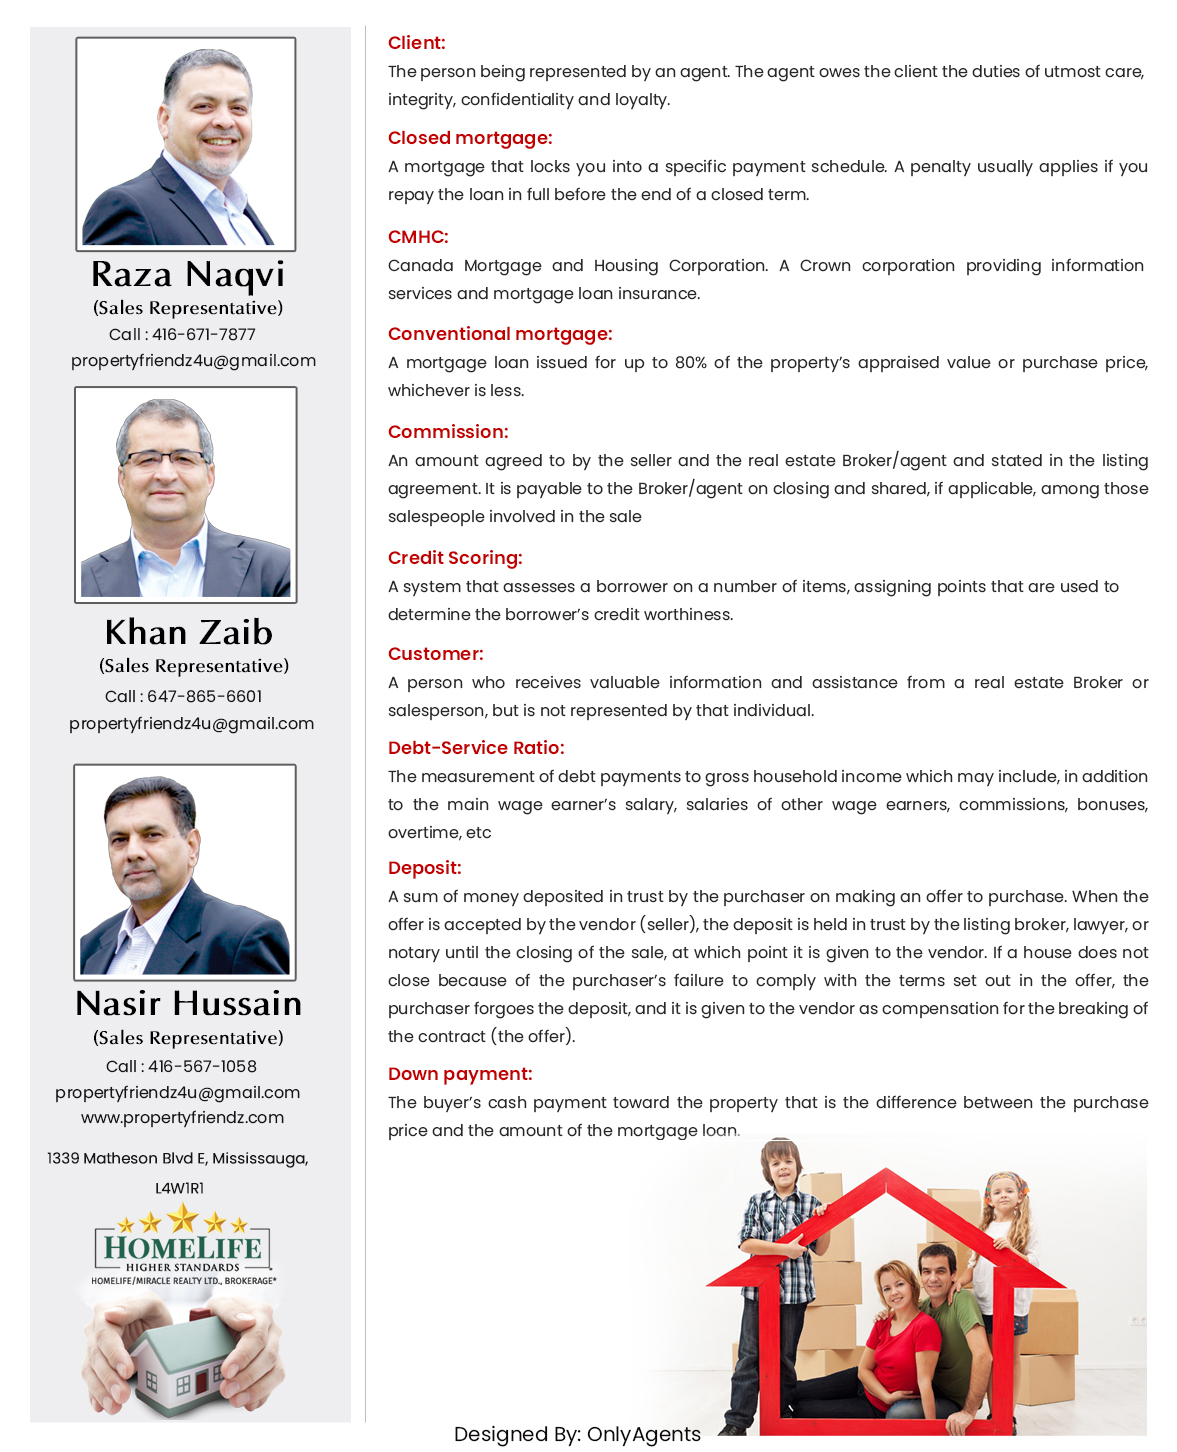 Raza Naqvi
(Sales Representative)
Call : 416-671-7877
propertyfriendz4u@gmail.com
Khan Zaib
(Sales Representative)
Call : 647-865-6601
propertyfriendz4u@gmail.com
Nasir Hussain
(Sales Representative)
Call : 416-567-1058
propertyfriendz4u@gmail.com
www.propertyfriendz.com
1339 Matheson Blvd E, Mississauga,
L4W1R1
HOMELIFE
HIGHER STANDARDS
HOMELIFE/MIRACLE REALTY LTD., BROKERAGE*
Client:
The person being represented by an agent. The agent owes the client the duties of utmost care,
integrity, confidentiality and loyalty.
Closed mortgage:
A mortgage that locks you into a specific payment schedule. A penalty usually applies if you
repay the loan in full before the end of a closed term.
CMHC:
Canada Mortgage and Housing Corporation. A Crown corporation providing information
services and mortgage loan insurance.
Conventional mortgage:
A mortgage loan issued for up to 80% of the property’s appraised value or purchase price,
whichever is less.
Commission:
An amount agreed to by the seller and the real estate Broker/agent and stated in the listing
agreement. It is payable to the Broker/agent on closing and shared, if applicable, among those
salespeople involved in the sale
Credit Scoring:
A system that assesses a borrower on a number of items, assigning points that are used to
determine the borrower’s credit worthiness.
Customer:
A person who receives valuable information and assistance from a real estate Broker or
salesperson, but is not represented by that individual.
Debt-Service Ratio:
The measurement of debt payments to gross household income which may include, in addition
to the main wage earner’s salary, salaries of other wage earners, commissions, bonuses,
overtime, etc
Deposit:
A sum of money deposited in trust by the purchaser on making an offer to purchase. When the
offer is accepted by the vendor (seller), the deposit is held in trust by the listing broker, lawyer, or
notary until the closing of the sale, at which point it is given to the vendor. If a house does not
close because of the purchaser’s failure to comply with the terms set out in the offer, the
purchaser forgoes the deposit, and it is given to the vendor as compensation for the breaking of
the contract (the offer).
Down payment:
The buyer’s cash payment toward the property that is the difference between the purchase
price and the amount of the mortgage loan.
Designed By: OnlyAgents